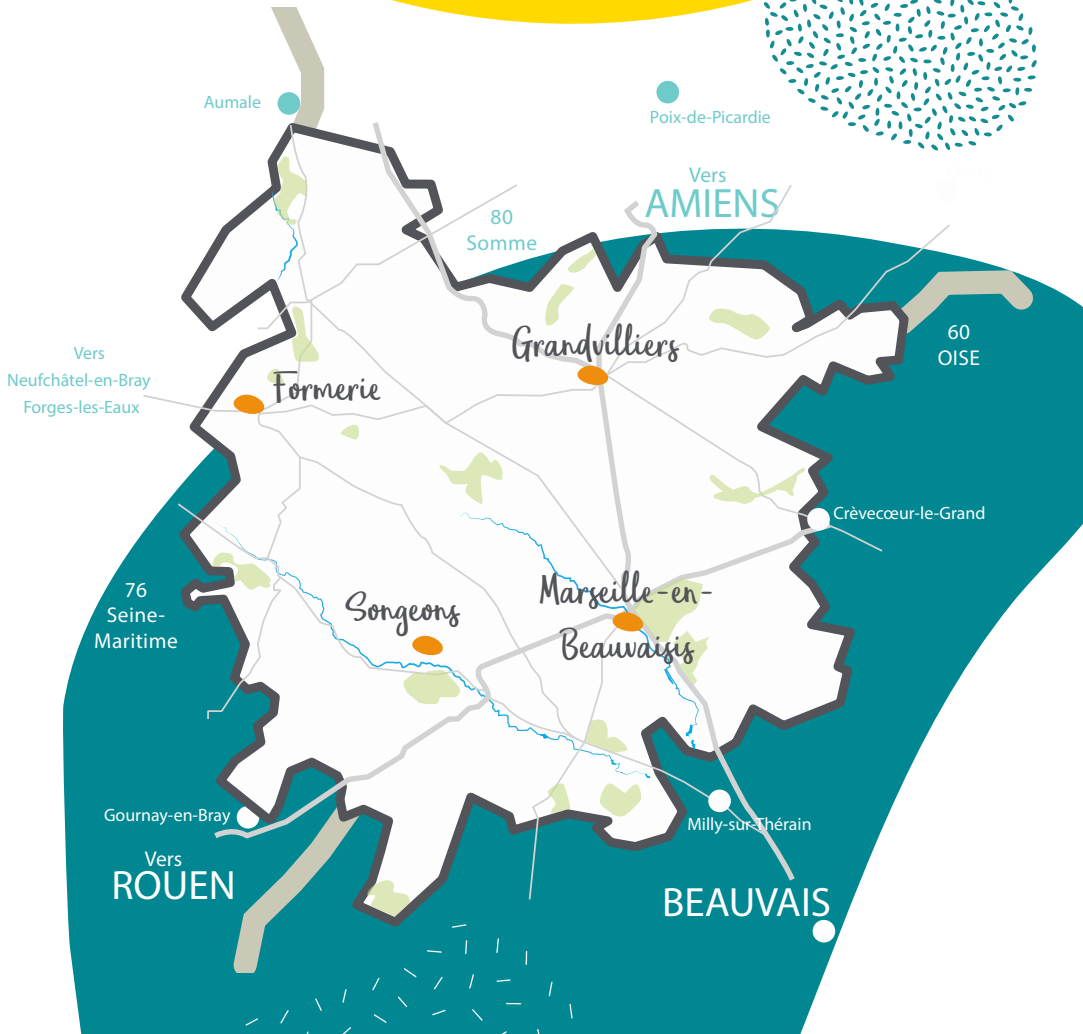 Aumale
Poix-de-Picardie
Vers
AMIENS
80
Somme
Grandvilliers
60
OISE
Vers
Neufchâtel-en-Bray
Forges-les-Eaux
Formerie
Crèvecœur-le-Grand
76
Seine-
Maritime
Songeons
Marseille-en-
Beauvaisis
Gournay-en-Bray
Milly-sur-Thérain
Vers
ROUEN
BEAUVAIS